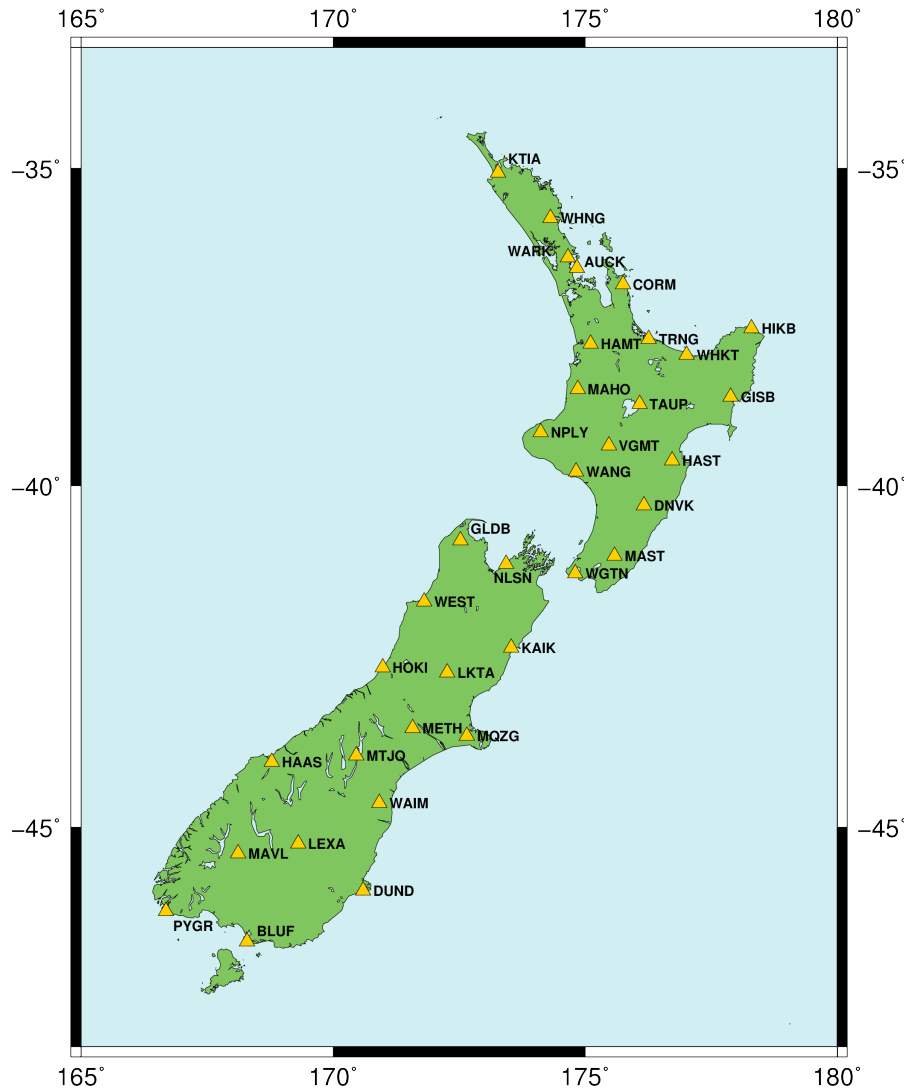 165° 170° 175° 180°
−35° −35°
KTIA
WHNG
WARK
AUCK
CORM
HIKB
TRNG
HAMT
WHKT
MAHO
GISB
TAUP
NPLY
VGMT
HAST
WANG
−40° −40°
DNVK
GLDB
MAST
WGTN
NLSN
WEST
KAIK
HOKI
LKTA
METH
MQZG
MTJO
HAAS
WAIM
−45° −45°
LEXA
MAVL
DUND
PYGR
BLUF
165° 170° 175° 180°